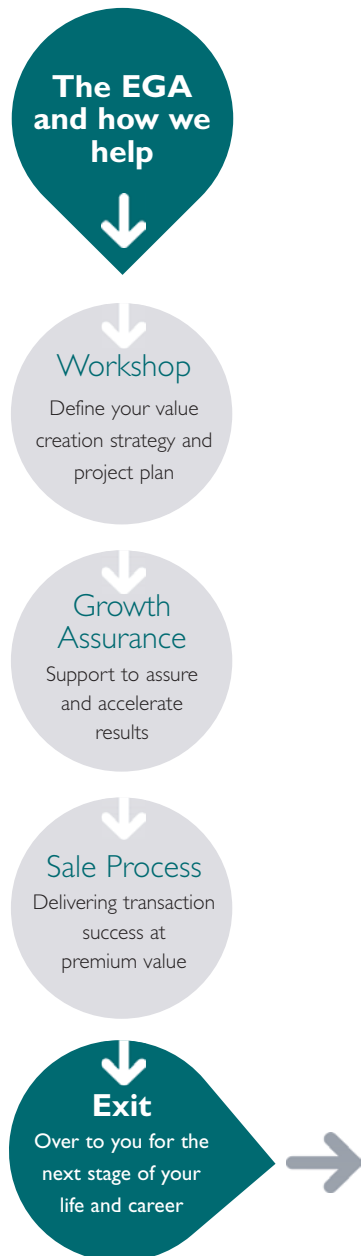 The EGA
and how we
help
Workshop
Define your value
creation strategy and
project plan
Growth
Assurance
Support to assure
and accelerate
results
Sale Process
Delivering transaction
success at
premium value
Exit
Over to you for the
next stage of your
life and career